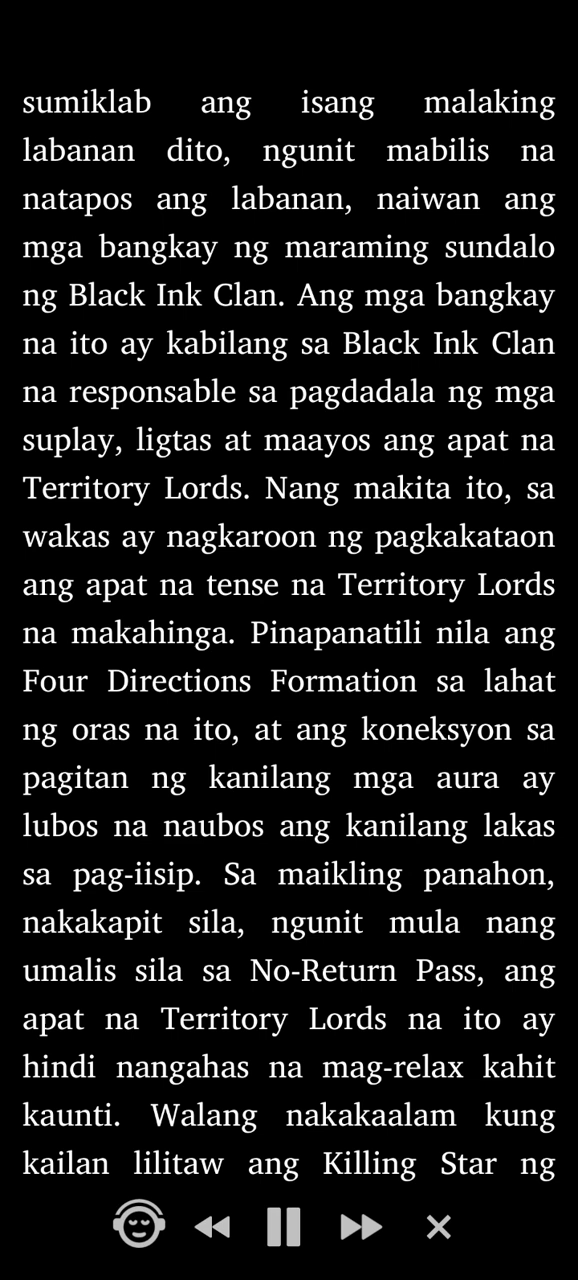 sumiklab ang isang malaking
labanan dito, ngunit mabilis na
natapos ang labanan, naiwan ang
mga bangkay ng maraming sundalo
ng Black Ink Clan. Ang mga bangkay
na ito ay kabilang sa Black Ink Clan
na responsable sa pagdadala ng mga
suplay, ligtas at maayos ang apat na
Territory Lords. Nang makita ito, sa
wakas ay nagkaroon ng pagkakataon
ang apat na tense na Territory Lords
na makahinga. Pinapanatili nila ang
Four Directions Formation sa lahat
ng oras na ito, at ang koneksyon sa
pagitan ng kanilang mga aura ay
lubos na naubos ang kanilang lakas
sa pag-iisip. Sa maikling panahon,
nakakapit sila, ngunit mula nang
umalis sila sa No-Return Pass, ang
apat na Territory Lords na ito ay
hindi nangahas na mag-relax kahit
kaunti. Walang nakakaalam kung
kailan lilitaw ang Killing Star ng